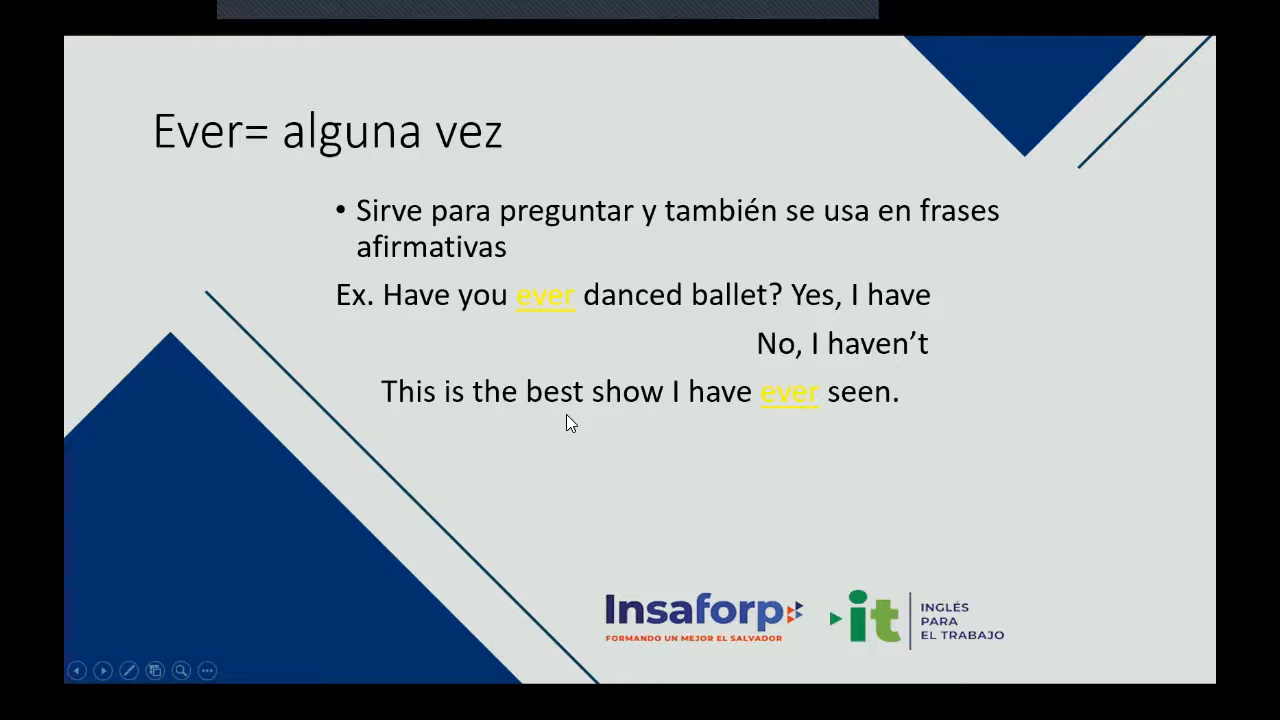 Ever= alguna vez
• Sirve para preguntar y también se usa en frases
afirmativas
Ex. Have you ever danced ballet? Yes, I have
No, I haven’t
This is the best show I have ever seen.
Insaforp
FORMANDO UN MEJOR EL SALVADOR
it
INGLÉS
PARA
EL TRABAJO